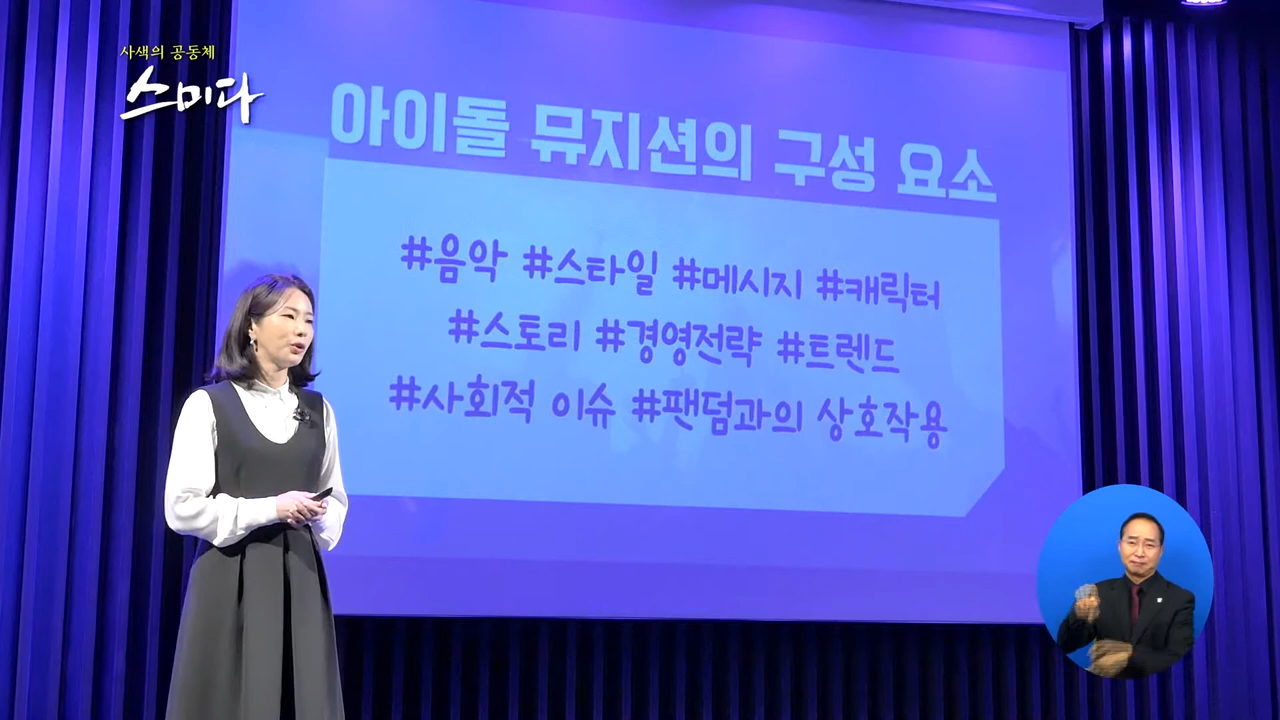 사색의 공동체
스미다
아이돌 뮤지션의 구성 요소
#음악 #스타일 #메시지 #캐릭터
#스토리 #경영전략 #트렌드
#사회적 이슈 #팬덤과의 상호작용